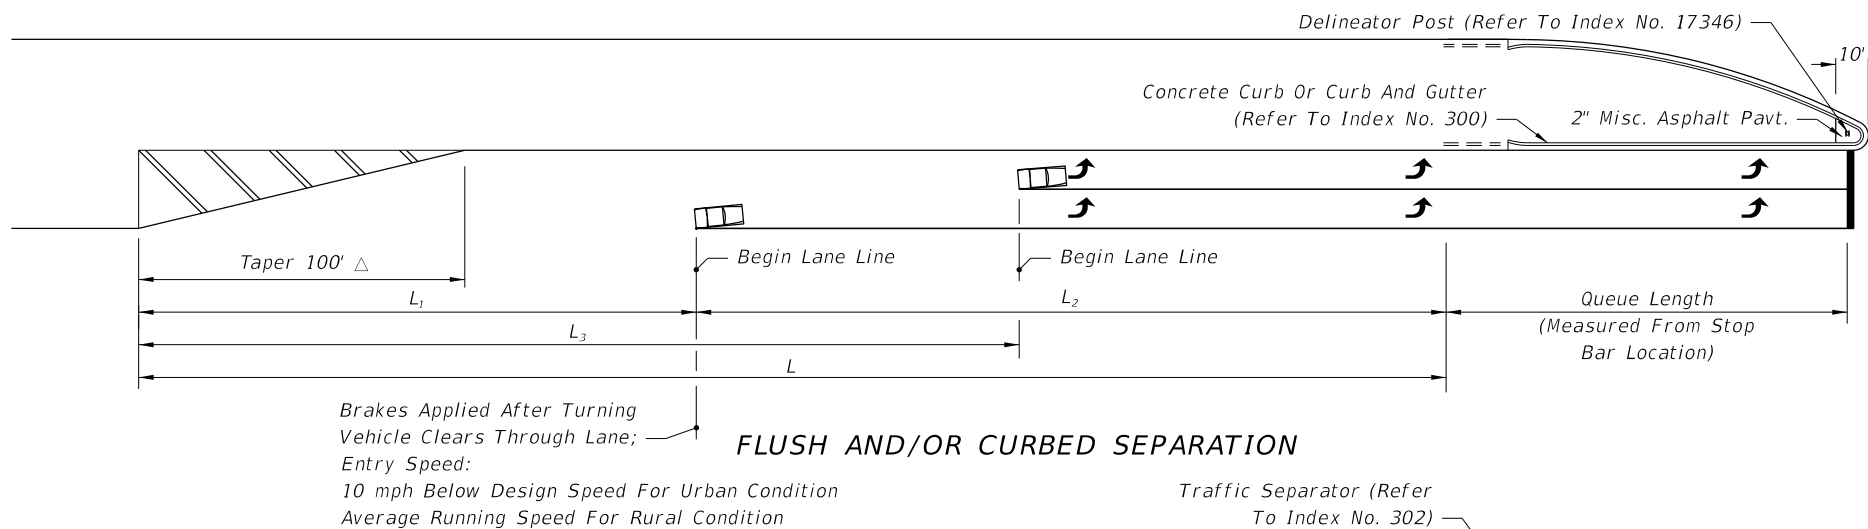 Delineator Post (Refer To Index No. 17346)
10'
Concrete Curb Or Curb And Gutter
(Refer To Index No. 300)
2" Misc. Asphalt Pavt.
Taper 100' △
Begin Lane Line
Begin Lane Line
L₁
L₂
Queue Length
(Measured From Stop
Bar Location)
L₃
L
Brakes Applied After Turning
Vehicle Clears Through Lane;
Entry Speed:
10 mph Below Design Speed For Urban Condition
Average Running Speed For Rural Condition
FLUSH AND/OR CURBED SEPARATION
Traffic Separator (Refer
To Index No. 302)